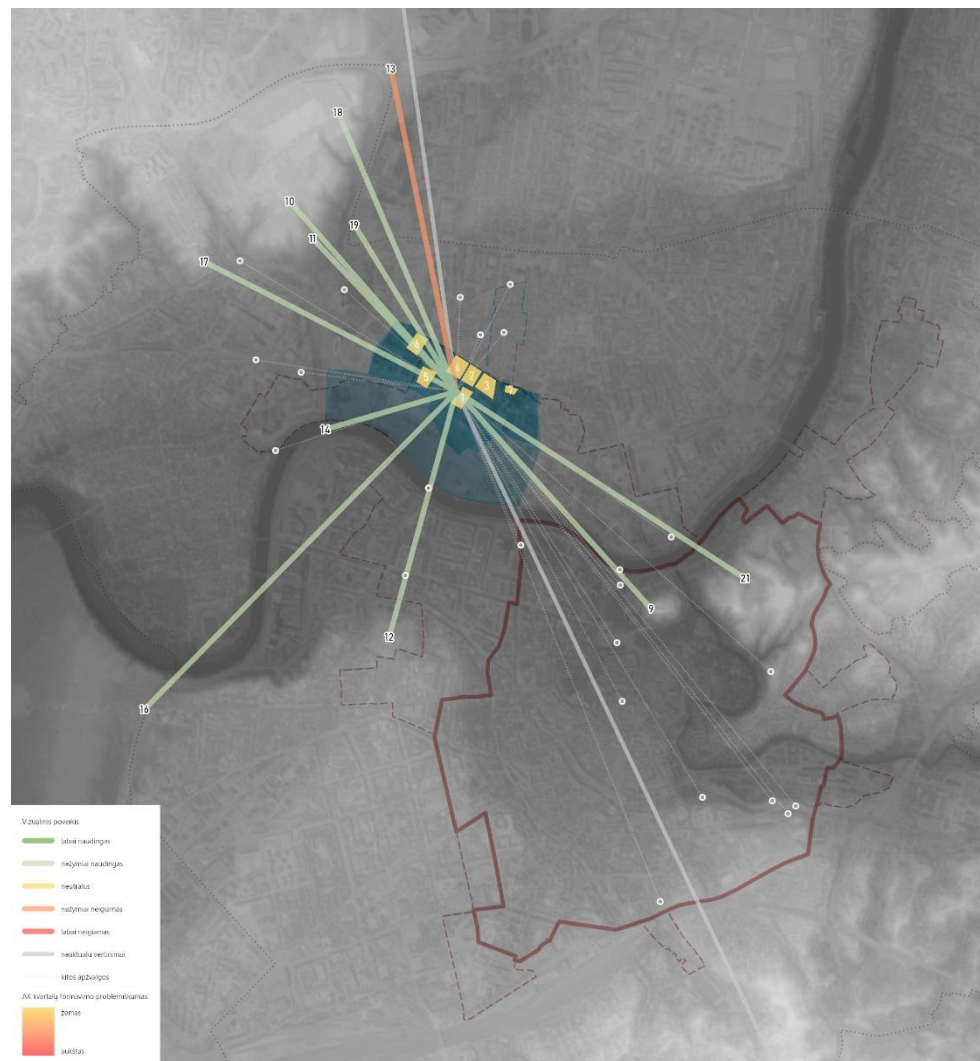 13
18
10
19
11
17
6
4
2
5
3
1
14
21
9
12
16
Vizualinis poveikis
labai naudingas
nežymiai naudingas
neutralus
nežymiai neigiamas
labai neigiamas
neaktualu vertinimui
kitos apžvalgos
AK kvartalų formavimo problemiškumas
žemas
aukštas